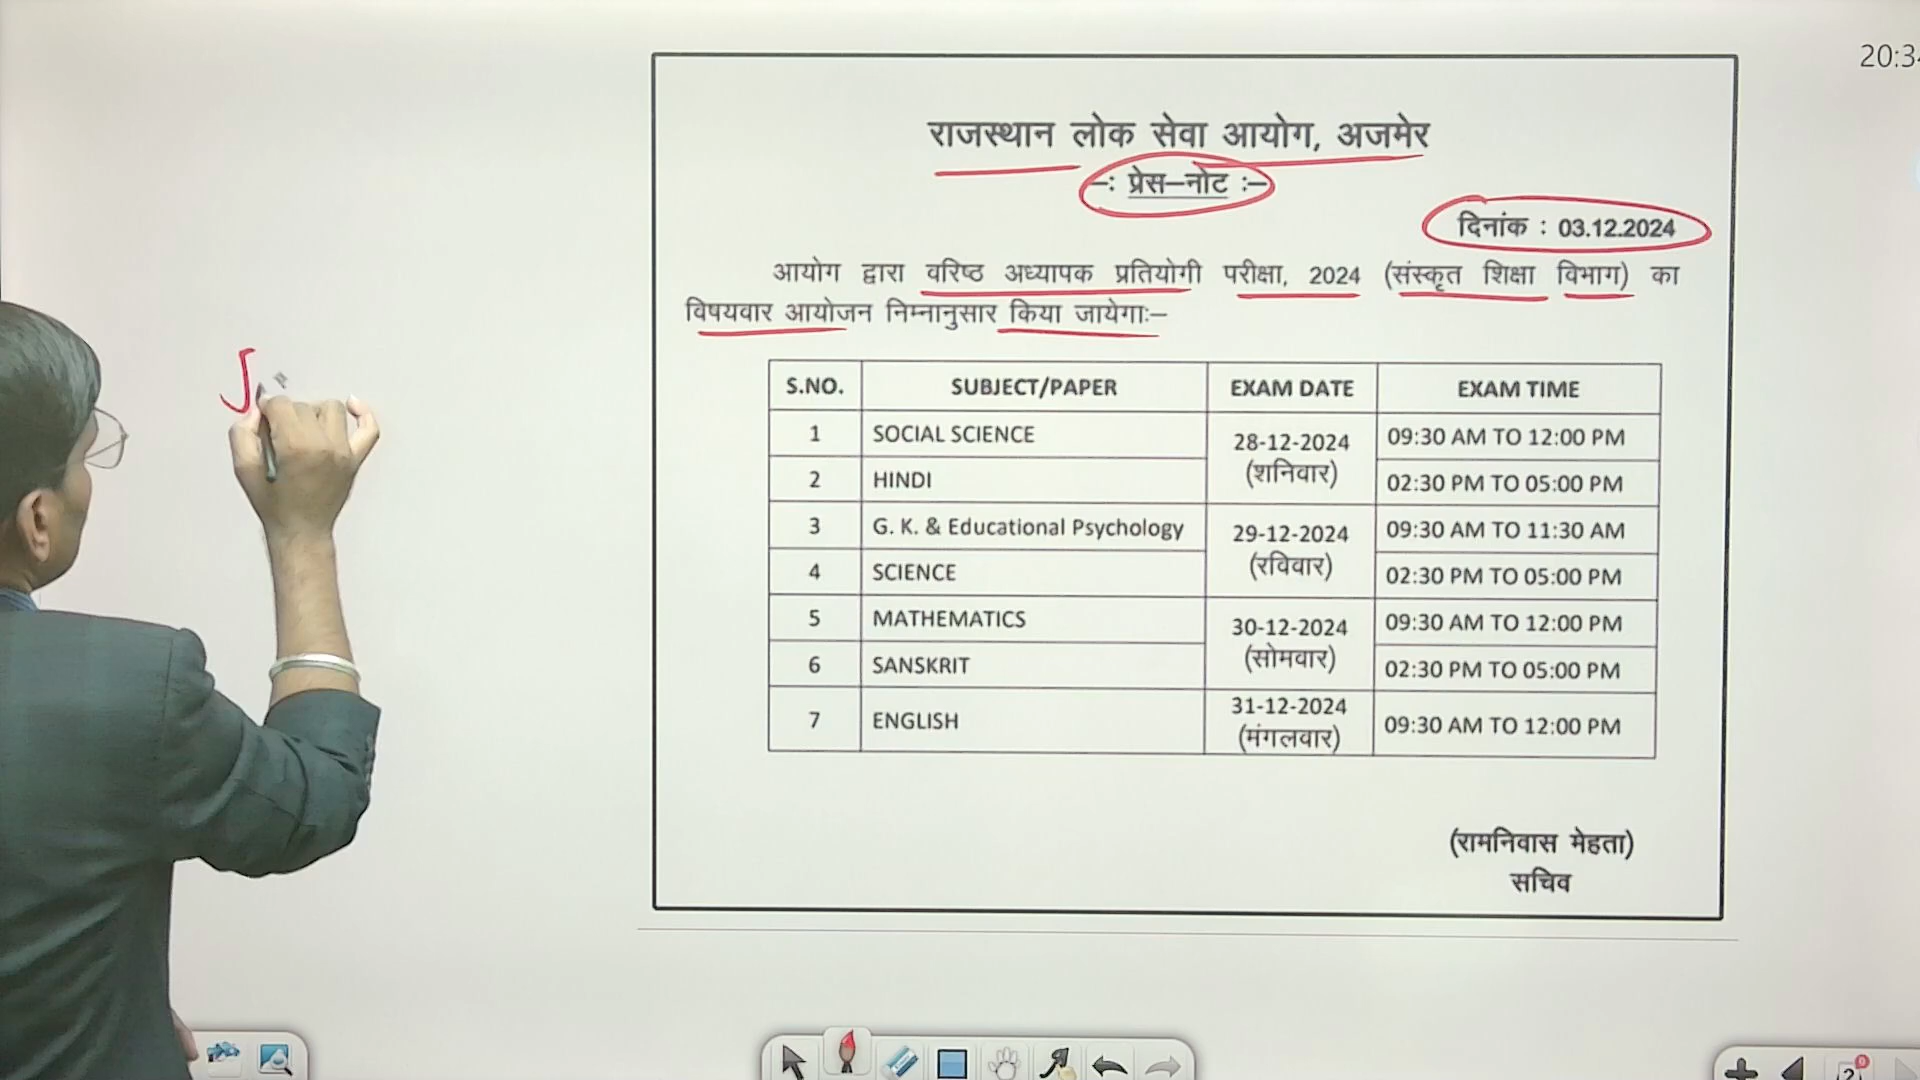 20:34
राजस्थान लोक सेवा आयोग, अजमेर
–: प्रेस–नोट :–
दिनांक : 03.12.2024
आयोग द्वारा वरिष्ठ अध्यापक प्रतियोगी परीक्षा, 2024 (संस्कृत शिक्षा विभाग) का
विषयवार आयोजन निम्नानुसार किया जायेगाः–
S.NO. SUBJECT/PAPER EXAM DATE EXAM TIME
1 SOCIAL SCIENCE 28-12-2024 (शनिवार) 09:30 AM TO 12:00 PM
2 HINDI 02:30 PM TO 05:00 PM
3 G. K. & Educational Psychology 29-12-2024 (रविवार) 09:30 AM TO 11:30 AM
4 SCIENCE 02:30 PM TO 05:00 PM
5 MATHEMATICS 30-12-2024 (सोमवार) 09:30 AM TO 12:00 PM
6 SANSKRIT 02:30 PM TO 05:00 PM
7 ENGLISH 31-12-2024 (मंगलवार) 09:30 AM TO 12:00 PM
(रामनिवास मेहता)
सचिव
2
0